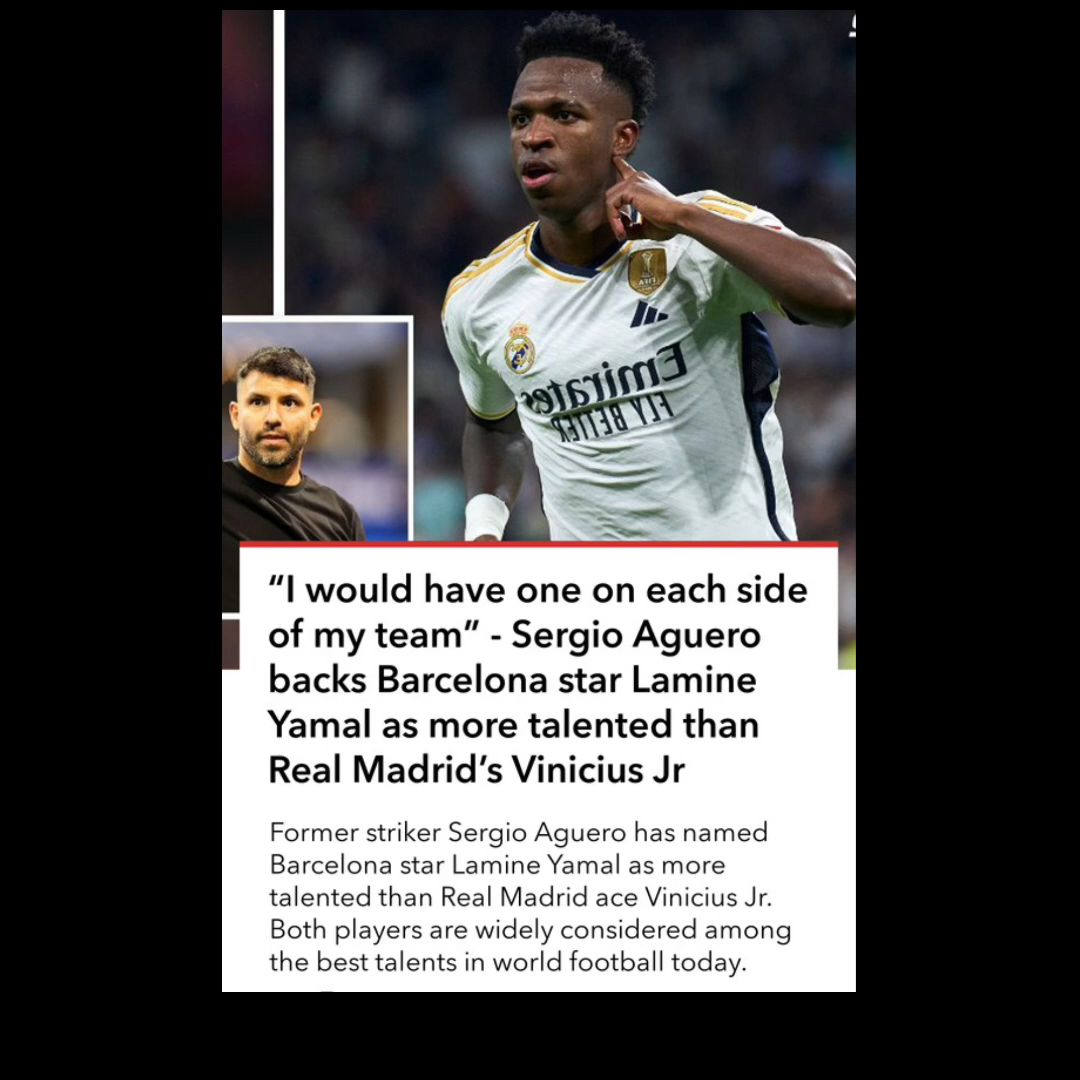 Emirates
FLY BETTER
FIFA
“I would have one on each side
of my team” - Sergio Aguero
backs Barcelona star Lamine
Yamal as more talented than
Real Madrid’s Vinicius Jr
Former striker Sergio Aguero has named
Barcelona star Lamine Yamal as more
talented than Real Madrid ace Vinicius Jr.
Both players are widely considered among
the best talents in world football today.